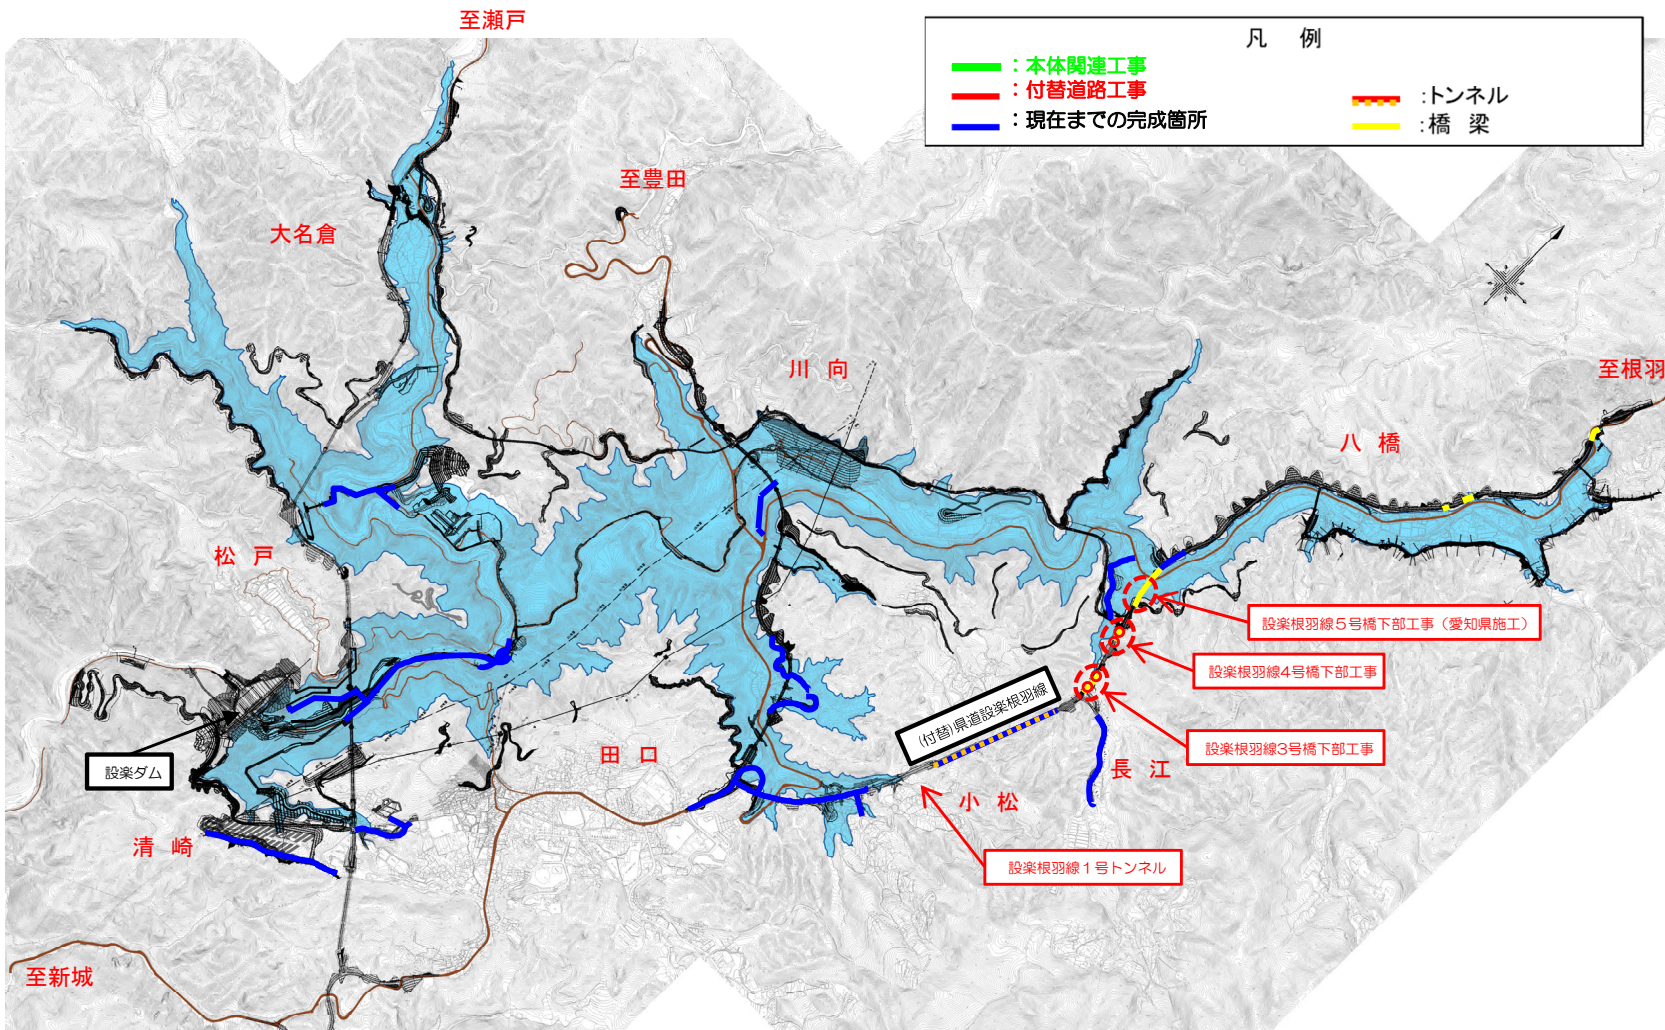 至瀬戸
凡 例
：本体関連工事
：付替道路工事
：現在までの完成箇所
：トンネル
：橋 梁
至豊田
大名倉
川 向
至根羽
八 橋
松 戸
設楽根羽線５号橋下部工事（愛知県施工）
設楽根羽線4号橋下部工事
(付替)県道設楽根羽線
設楽根羽線3号橋下部工事
田 口
長 江
設楽ダム
小 松
清 崎
設楽根羽線１号トンネル
至新城